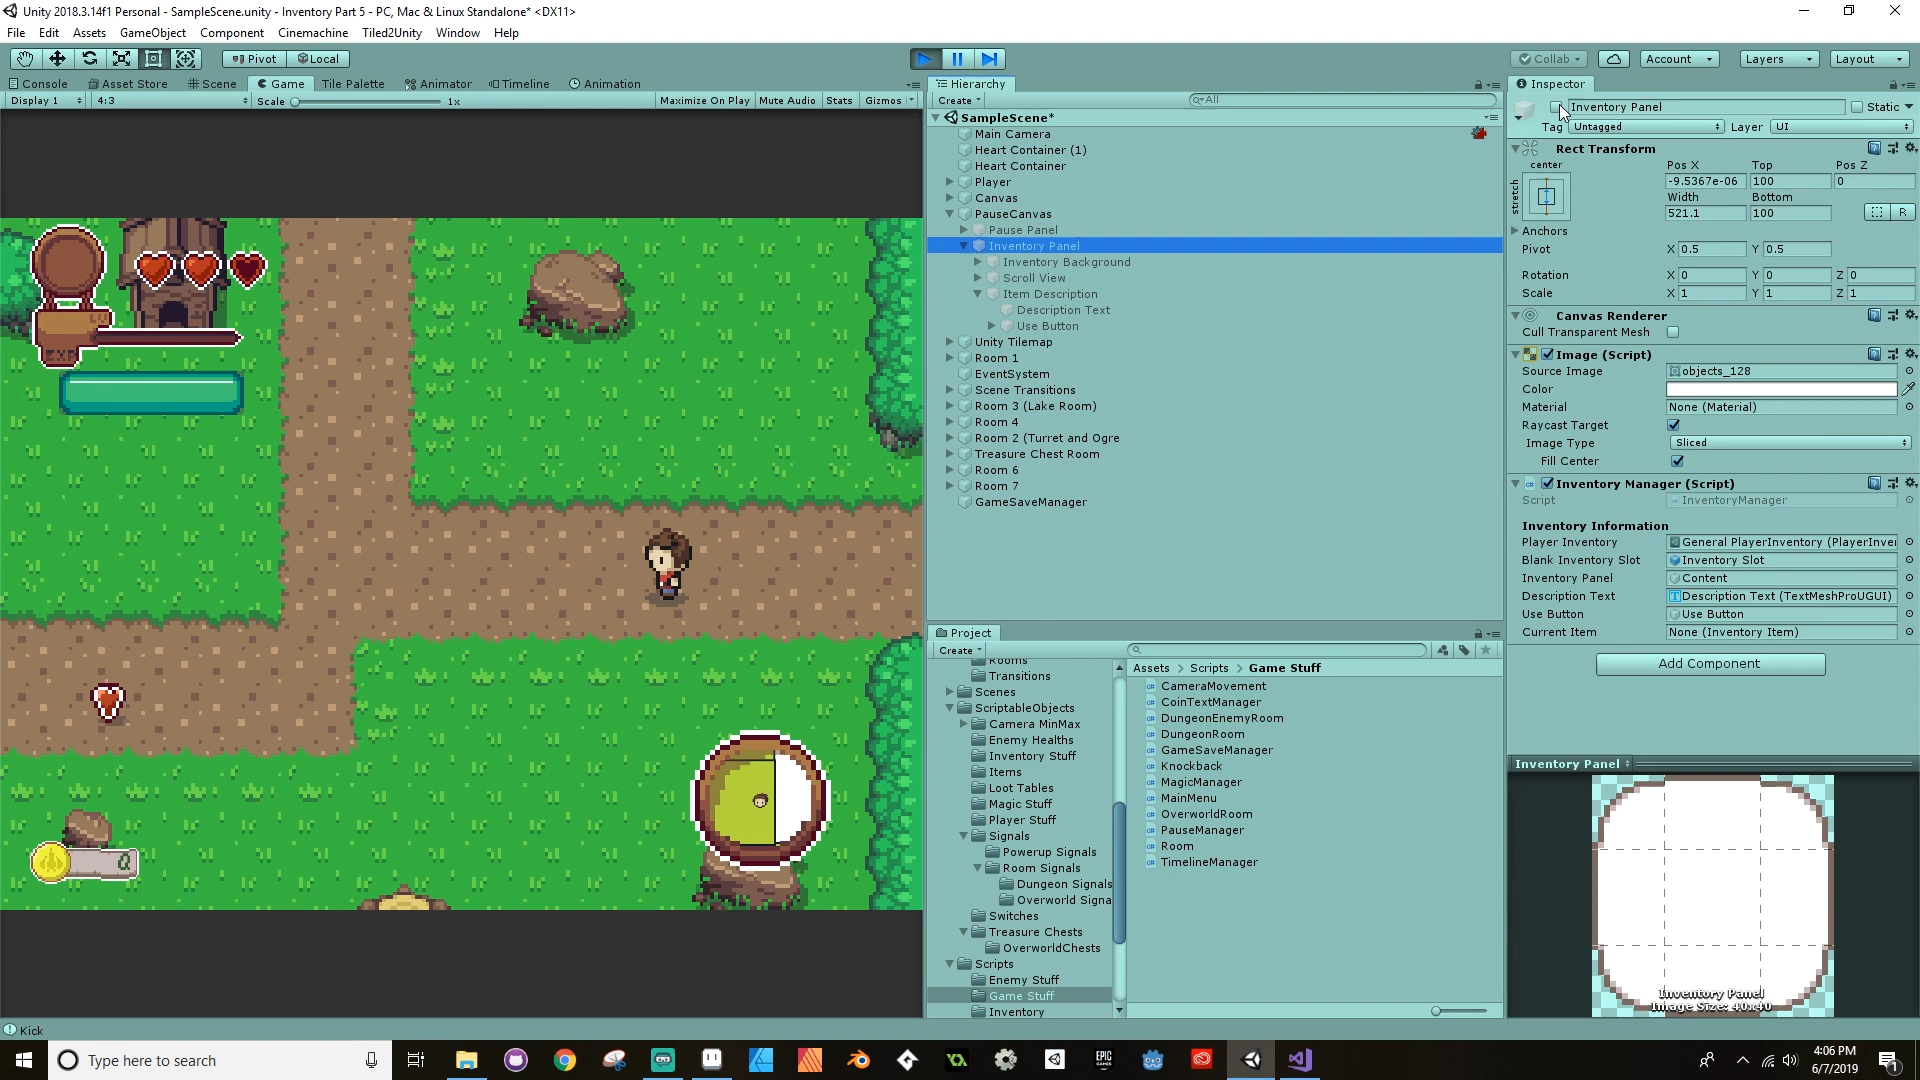 Unity 2018.3.14f1 Personal - SampleScene.unity - Inventory Part 5 - PC, Mac & Linux Standalone* <DX11>
File Edit Assets GameObject Component Cinemachine Tiled2Unity Window Help
Pivot Local
Collab Account Layers Layout
Console Asset Store Scene Game Tile Palette Animator Timeline Animation
Display 1 4:3 Scale 1x Maximize On Play Mute Audio Stats Gizmos
LV
EXP
0
Hierarchy
Create All
SampleScene*
Main Camera
Heart Container (1)
Heart Container
Player
Canvas
PauseCanvas
Pause Panel
Inventory Panel
Inventory Background
Scroll View
Item Description
Description Text
Use Button
Unity Tilemap
Room 1
EventSystem
Scene Transitions
Room 3 (Lake Room)
Room 4
Room 2 (Turret and Ogre
Treasure Chest Room
Room 6
Room 7
GameSaveManager
Project
Create
Rooms
Transitions
Scenes
ScriptableObjects
Camera MinMax
Enemy Healths
Inventory Stuff
Items
Loot Tables
Magic Stuff
Player Stuff
Signals
Powerup Signals
Room Signals
Dungeon Signals
Overworld Signa
Switches
Treasure Chests
OverworldChests
Scripts
Enemy Stuff
Game Stuff
Inventory
Assets > Scripts > Game Stuff
CameraMovement
CoinTextManager
DungeonEnemyRoom
DungeonRoom
GameSaveManager
Knockback
MagicManager
MainMenu
OverworldRoom
PauseManager
Room
TimelineManager
Inspector
Inventory Panel Static
Tag Untagged Layer UI
Rect Transform
center Pos X Top Pos Z
stretch -9.5367e-06 100 0
Width Bottom
521.1 100 R
Anchors
Pivot X 0.5 Y 0.5
Rotation X 0 Y 0 Z 0
Scale X 1 Y 1 Z 1
Canvas Renderer
Cull Transparent Mesh
Image (Script)
Source Image objects_128
Color
Material None (Material)
Raycast Target
Image Type Sliced
Fill Center
Inventory Manager (Script)
Script InventoryManager
Inventory Information
Player Inventory General PlayerInventory (PlayerInver
Blank Inventory Slot Inventory Slot
Inventory Panel Content
Description Text Description Text (TextMeshProUGUI)
Use Button Use Button
Current Item None (Inventory Item)
Add Component
Inventory Panel
Inventory Panel
Image Size: 40x40
Kick
Type here to search
4:06 PM
6/7/2019
1